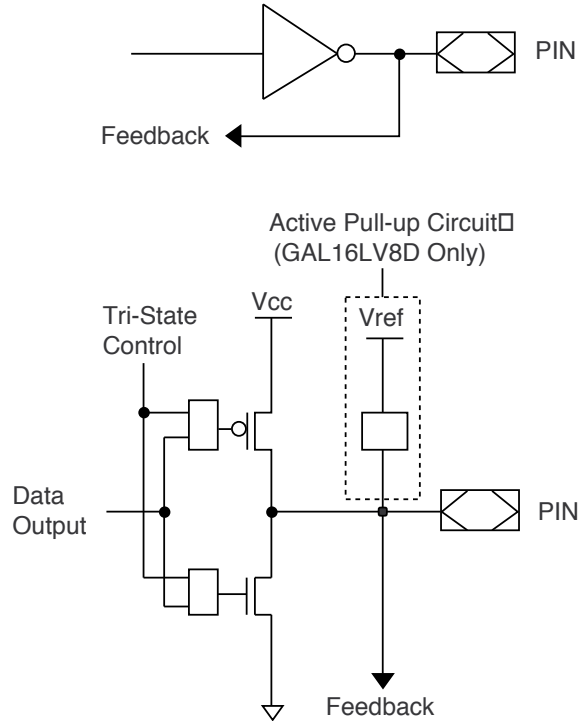 PIN
Feedback
Active Pull-up Circuit□
(GAL16LV8D Only)
Vcc
Vref
Tri-State
Control
Data
Output
PIN
Feedback